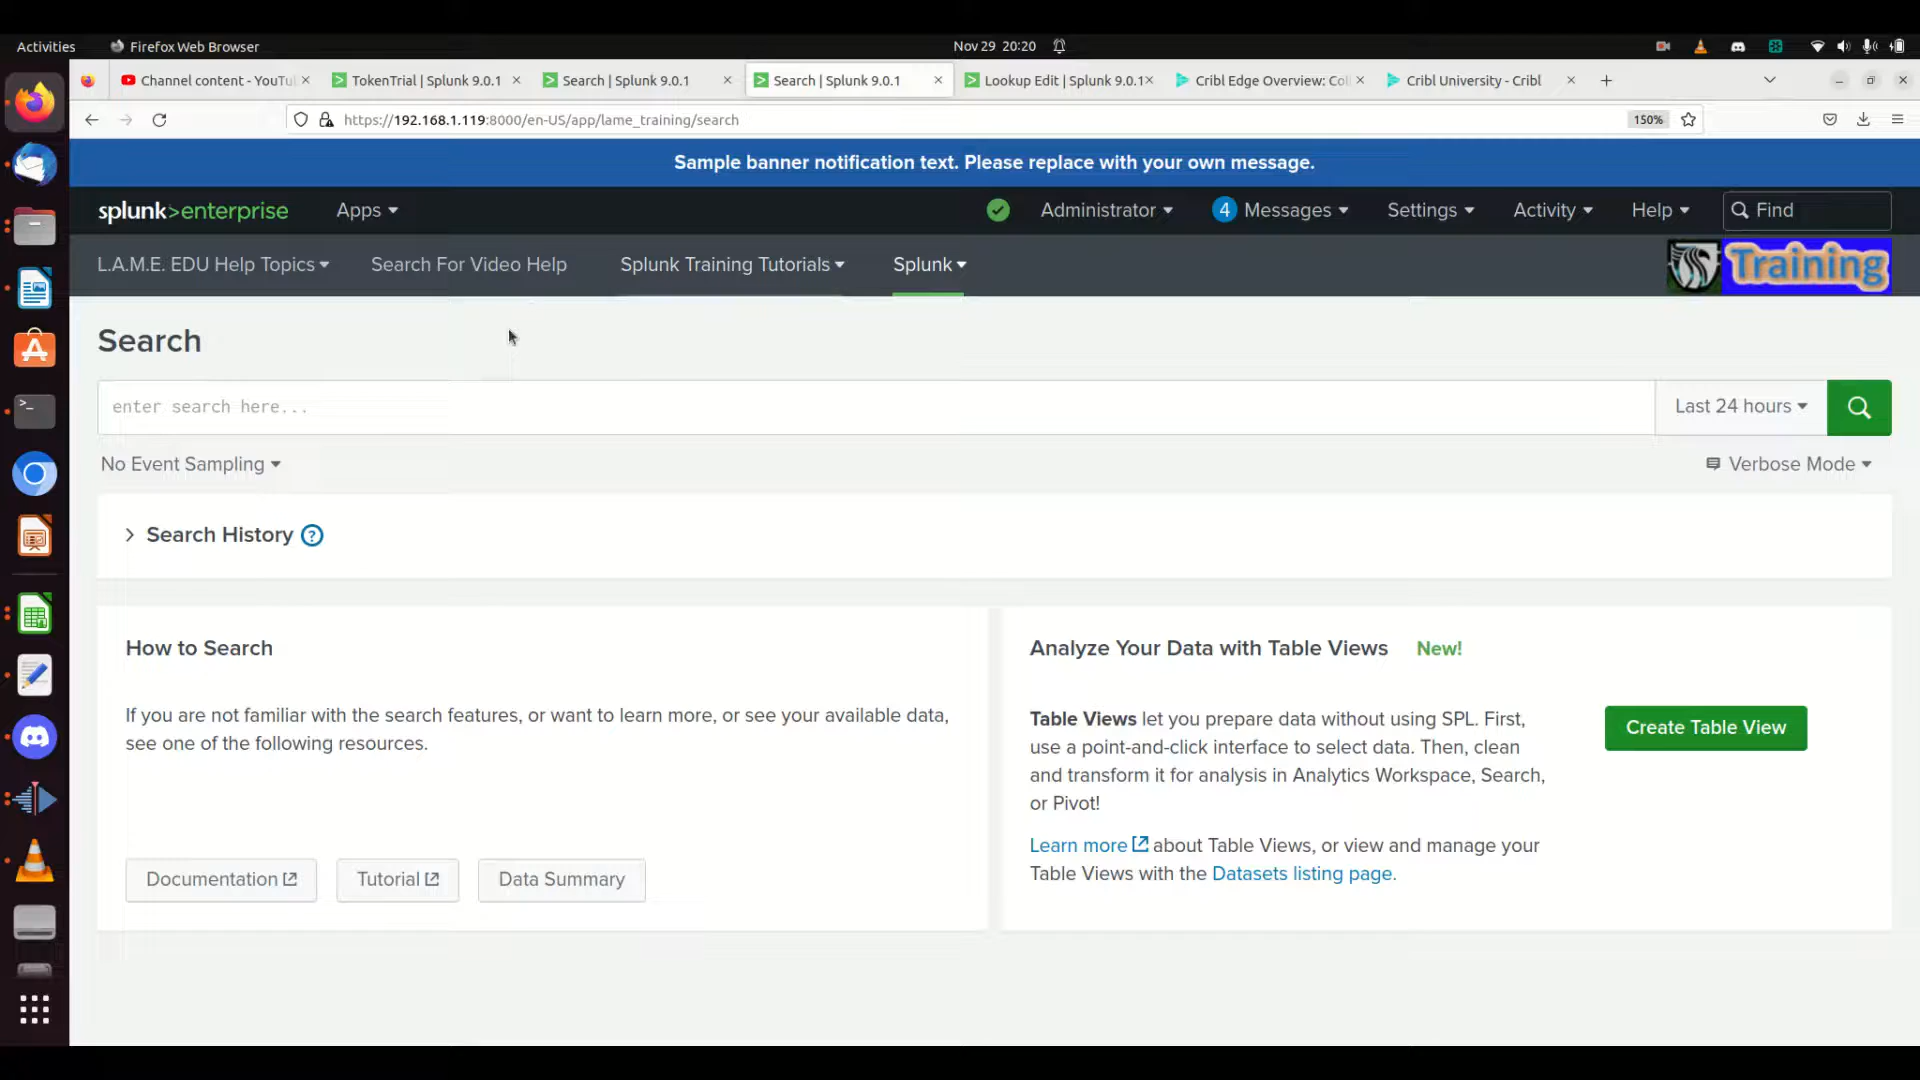 Activities
Firefox Web Browser
Nov 29 20:20
Channel content - YouTu
TokenTrial | Splunk 9.0.1
Search | Splunk 9.0.1
Search | Splunk 9.0.1
Lookup Edit | Splunk 9.0.1
Cribl Edge Overview: Col
Cribl University - Cribl
https://192.168.1.119:8000/en-US/app/lame_training/search
150%
Sample banner notification text. Please replace with your own message.
splunk>enterprise
Apps
Administrator
4 Messages
Settings
Activity
Help
Find
L.A.M.E. EDU Help Topics
Search For Video Help
Splunk Training Tutorials
Splunk
Training
Search
enter search here...
Last 24 hours
No Event Sampling
Verbose Mode
Search History ?
How to Search
If you are not familiar with the search features, or want to learn more, or see your available data,
see one of the following resources.
Documentation
Tutorial
Data Summary
Analyze Your Data with Table Views New!
Table Views let you prepare data without using SPL. First,
use a point-and-click interface to select data. Then, clean
and transform it for analysis in Analytics Workspace, Search,
or Pivot!
Create Table View
Learn more about Table Views, or view and manage your
Table Views with the Datasets listing page.